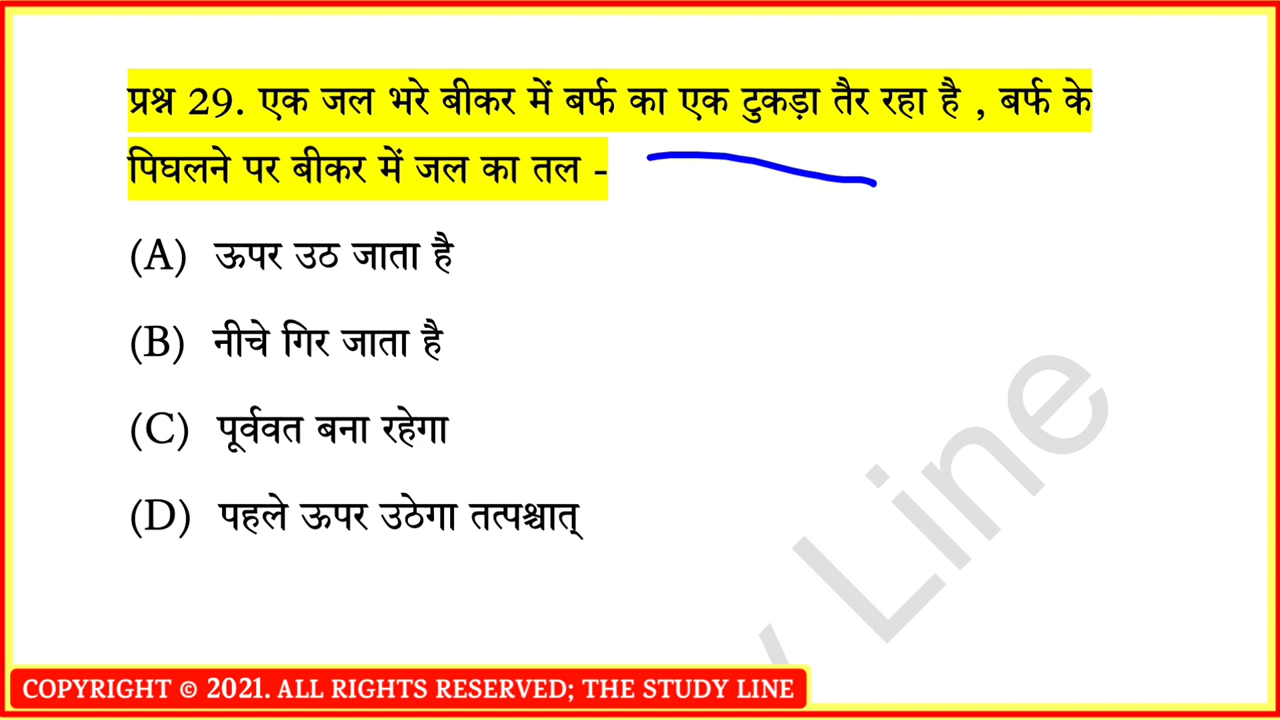 प्रश्न 29. एक जल भरे बीकर में बर्फ का एक टुकड़ा तैर रहा है , बर्फ के
पिघलने पर बीकर में जल का तल -
(A) ऊपर उठ जाता है
(B) नीचे गिर जाता है
(C) पूर्ववत बना रहेगा
(D) पहले ऊपर उठेगा तत्पश्चात्
y Line
COPYRIGHT © 2021. ALL RIGHTS RESERVED; THE STUDY LINE